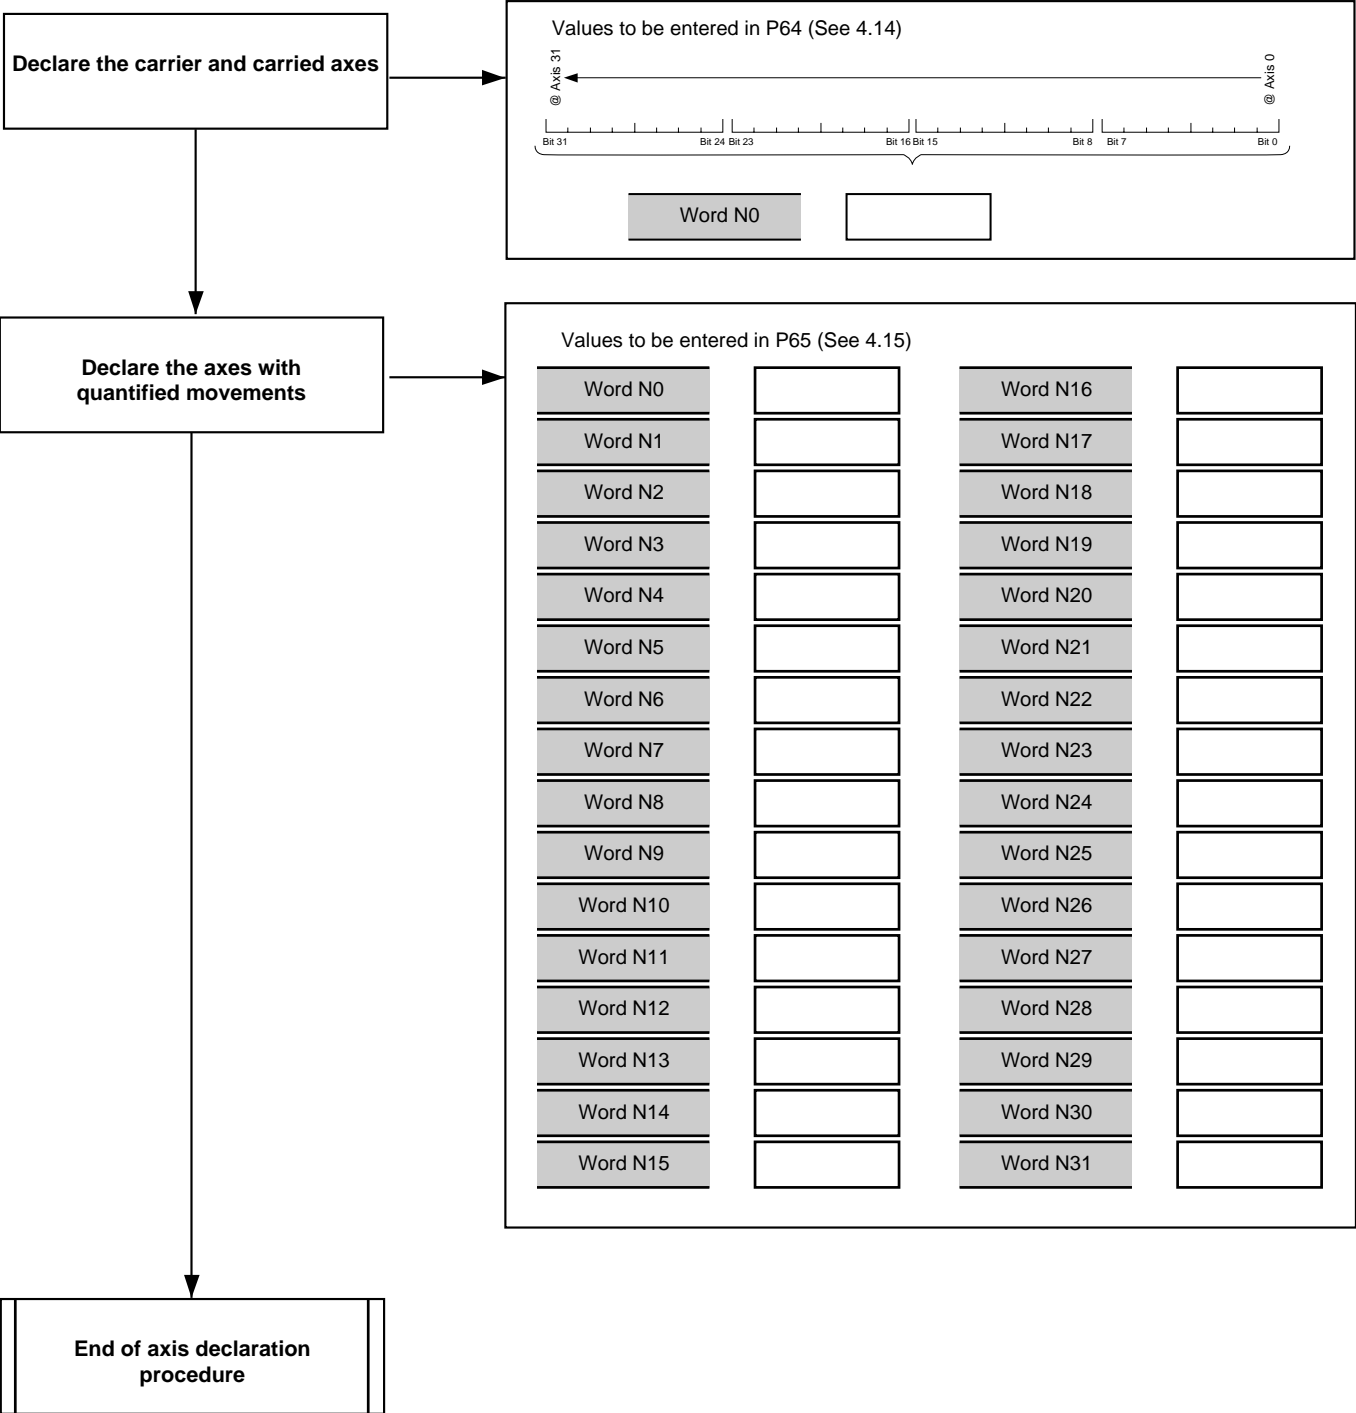 Declare the carrier and carried axes
Values to be entered in P64 (See 4.14)
@ Axis 31
@ Axis 0
Bit 31 Bit 24 Bit 23 Bit 16 Bit 15 Bit 8 Bit 7 Bit 0
Word N0
Declare the axes with
quantified movements
Values to be entered in P65 (See 4.15)
Word N0 Word N16
Word N1 Word N17
Word N2 Word N18
Word N3 Word N19
Word N4 Word N20
Word N5 Word N21
Word N6 Word N22
Word N7 Word N23
Word N8 Word N24
Word N9 Word N25
Word N10 Word N26
Word N11 Word N27
Word N12 Word N28
Word N13 Word N29
Word N14 Word N30
Word N15 Word N31
End of axis declaration
procedure